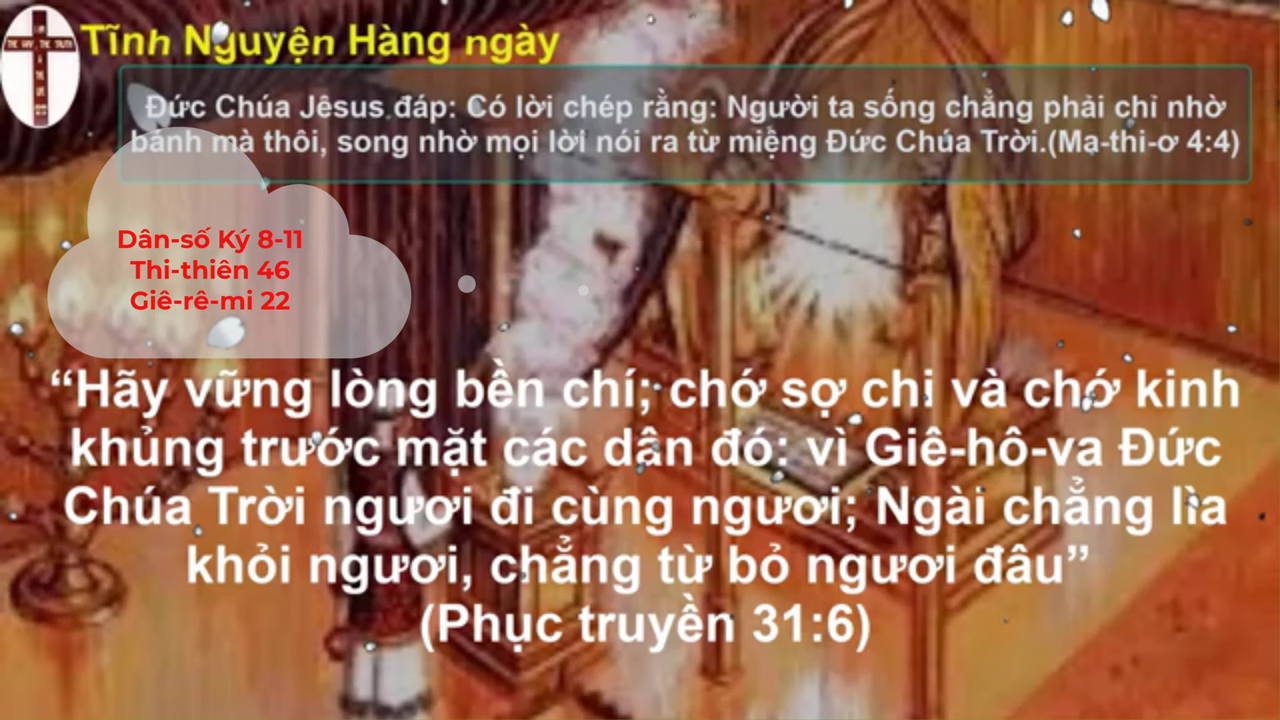 Tĩnh Nguyện Hàng ngày
Đức Chúa Jêsus đáp: Có lời chép rằng: Người ta sống chẳng phải chỉ nhờ
bánh mà thôi, song nhờ mọi lời nói ra từ miệng Đức Chúa Trời.(Ma-thi-ơ 4:4)
Dân-số Ký 8-11
Thi-thiên 46
Giê-rê-mi 22
“Hãy vững lòng bền chí; chớ sợ chi và chớ kinh
khủng trước mặt các dân đó: vì Giê-hô-va Đức
Chúa Trời ngươi đi cùng ngươi; Ngài chẳng lìa
khỏi ngươi, chẳng từ bỏ ngươi đâu”
(Phục truyền 31:6)